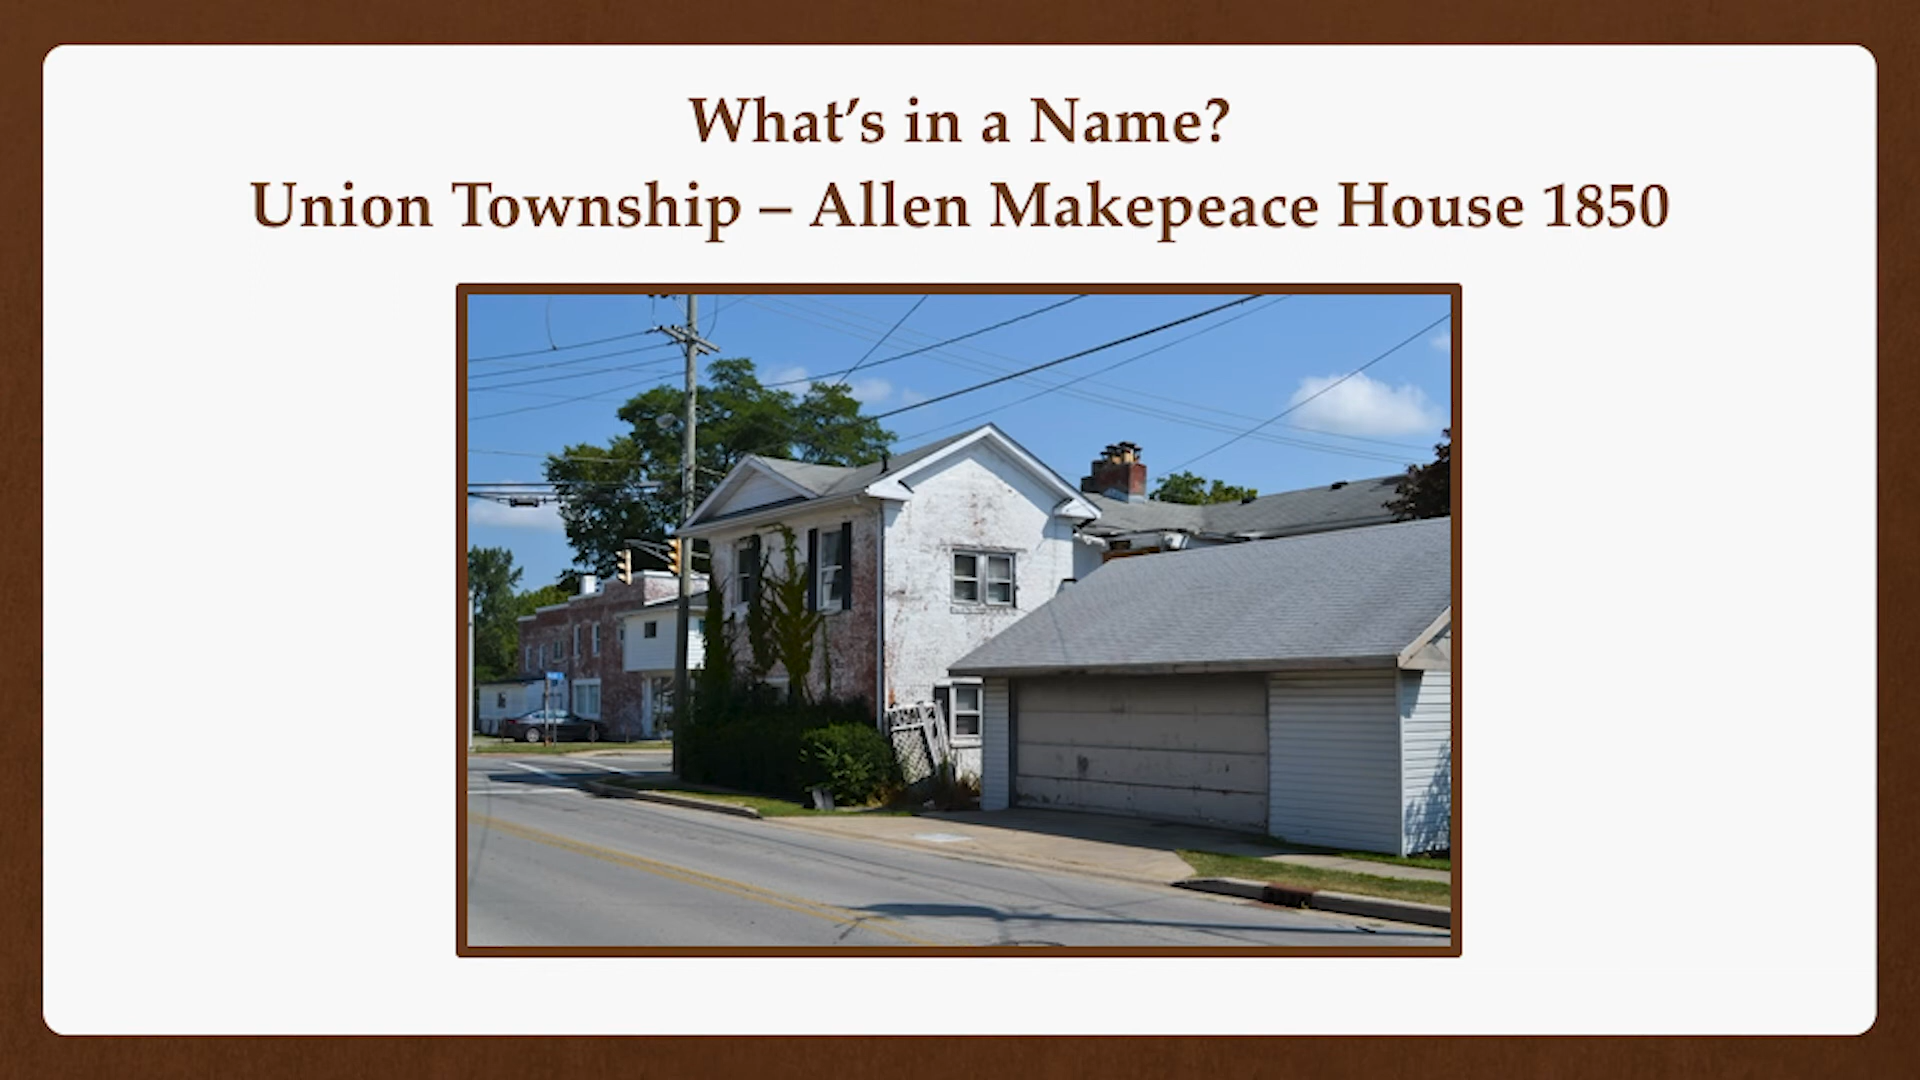 What’s in a Name?
Union Township – Allen Makepeace House 1850